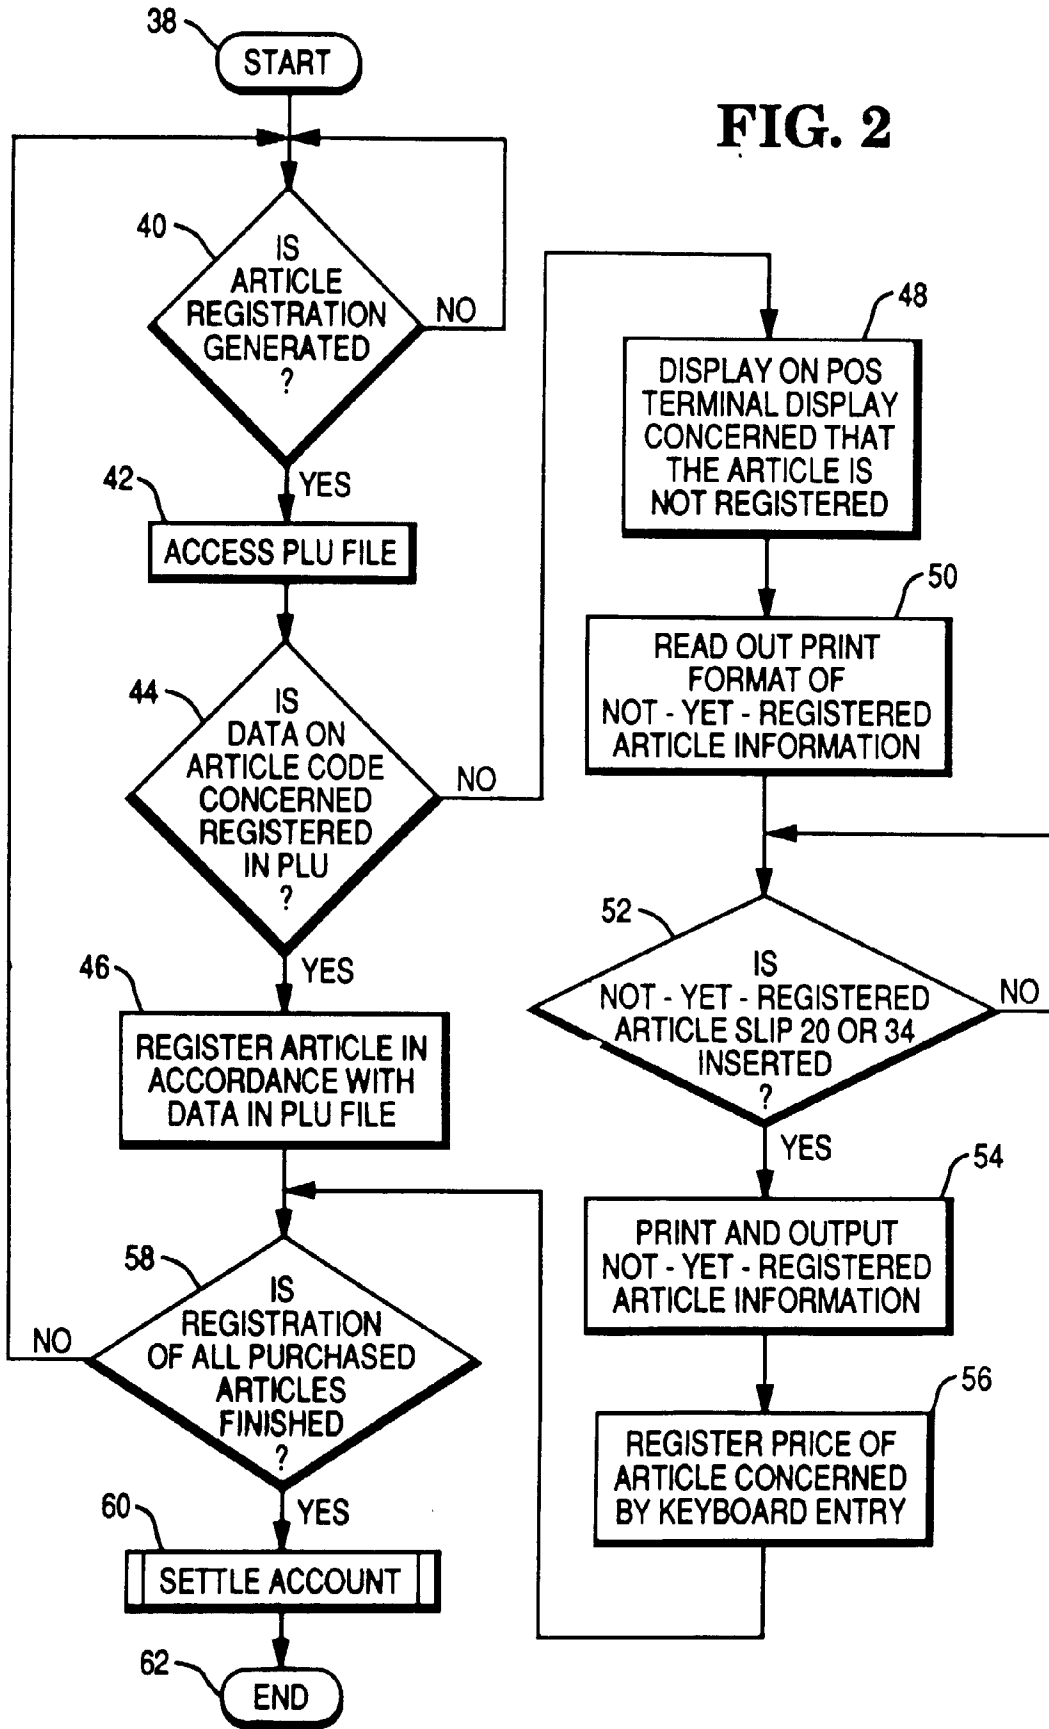 FIG. 2
38
START
40
IS
ARTICLE
REGISTRATION
GENERATED
?
NO
YES
42
ACCESS PLU FILE
44
IS
DATA ON
ARTICLE CODE
CONCERNED
REGISTERED
IN PLU
?
NO
YES
46
REGISTER ARTICLE IN
ACCORDANCE WITH
DATA IN PLU FILE
48
DISPLAY ON POS
TERMINAL DISPLAY
CONCERNED THAT
THE ARTICLE IS
NOT REGISTERED
50
READ OUT PRINT
FORMAT OF
NOT - YET - REGISTERED
ARTICLE INFORMATION
52
IS
NOT - YET - REGISTERED
ARTICLE SLIP 20 OR 34
INSERTED
?
NO
YES
54
PRINT AND OUTPUT
NOT - YET - REGISTERED
ARTICLE INFORMATION
56
REGISTER PRICE OF
ARTICLE CONCERNED
BY KEYBOARD ENTRY
58
IS
REGISTRATION
OF ALL PURCHASED
ARTICLES
FINISHED
?
NO
YES
60
SETTLE ACCOUNT
62
END